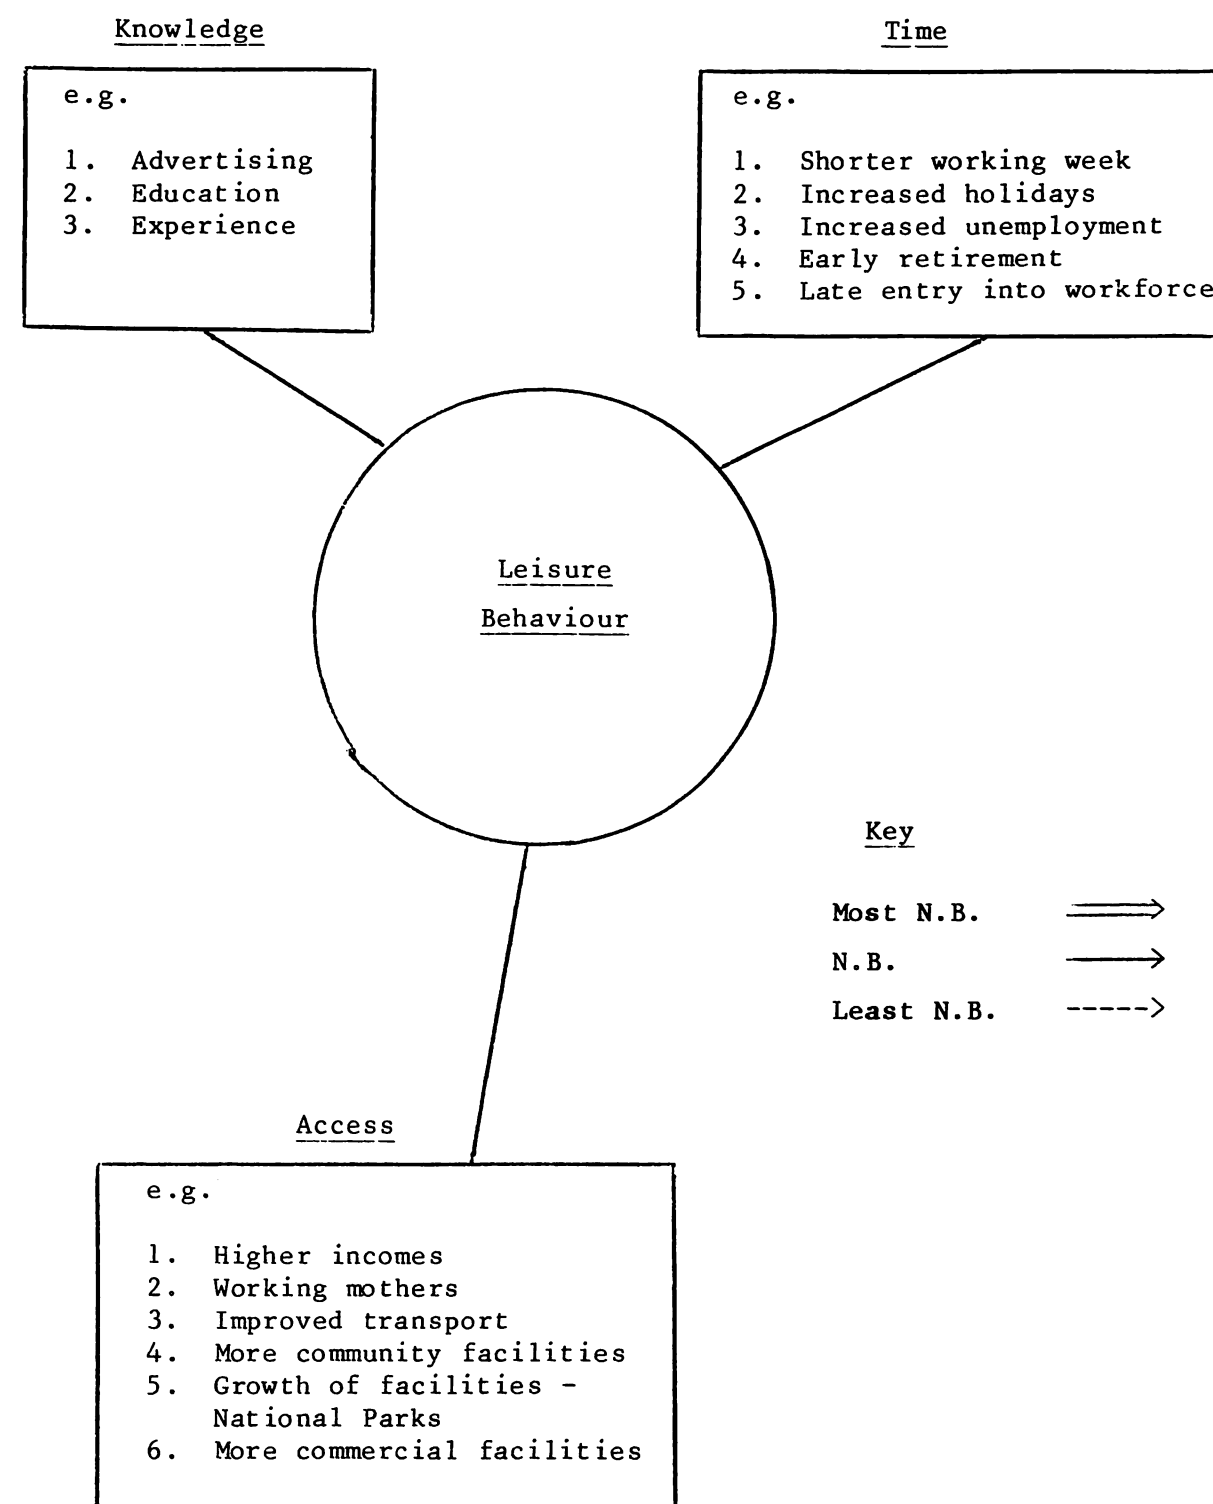 Knowledge
e.g.
1. Advertising
2. Education
3. Experience
Time
e.g.
1. Shorter working week
2. Increased holidays
3. Increased unemployment
4. Early retirement
5. Late entry into workforce
Leisure
Behaviour
Key
Most N.B.
N.B.
Least N.B.
Access
e.g.
1. Higher incomes
2. Working mothers
3. Improved transport
4. More community facilities
5. Growth of facilities -
National Parks
6. More commercial facilities